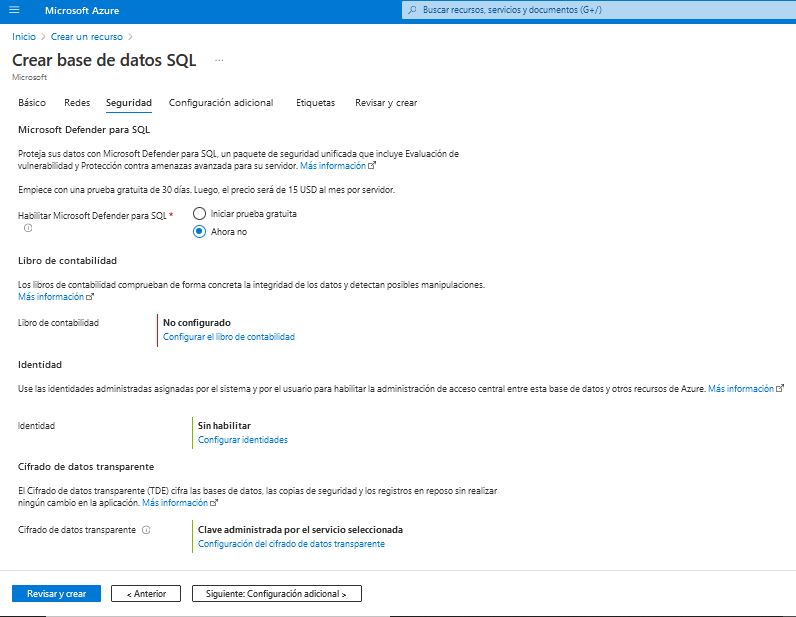 Microsoft Azure
Buscar recursos, servicios y documentos (G+/)
Inicio > Crear un recurso >
Crear base de datos SQL ...
Microsoft
Básico Redes Seguridad Configuración adicional Etiquetas Revisar y crear
Microsoft Defender para SQL
Proteja sus datos con Microsoft Defender para SQL, un paquete de seguridad unificada que incluye Evaluación de
vulnerabilidad y Protección contra amenazas avanzada para su servidor. Más información
Empiece con una prueba gratuita de 30 días. Luego, el precio será de 15 USD al mes por servidor.
Habilitar Microsoft Defender para SQL *
Iniciar prueba gratuita
Ahora no
Libro de contabilidad
Los libros de contabilidad comprueban de forma concreta la integridad de los datos y detectan posibles manipulaciones.
Más información
Libro de contabilidad
No configurado
Configurar el libro de contabilidad
Identidad
Use las identidades administradas asignadas por el sistema y por el usuario para habilitar la administración de acceso central entre esta base de datos y otros recursos de Azure. Más información
Identidad
Sin habilitar
Configurar identidades
Cifrado de datos transparente
El Cifrado de datos transparente (TDE) cifra las bases de datos, las copias de seguridad y los registros en reposo sin realizar
ningún cambio en la aplicación. Más información
Cifrado de datos transparente
Clave administrada por el servicio seleccionada
Configuración del cifrado de datos transparente
Revisar y crear
< Anterior
Siguiente: Configuración adicional >